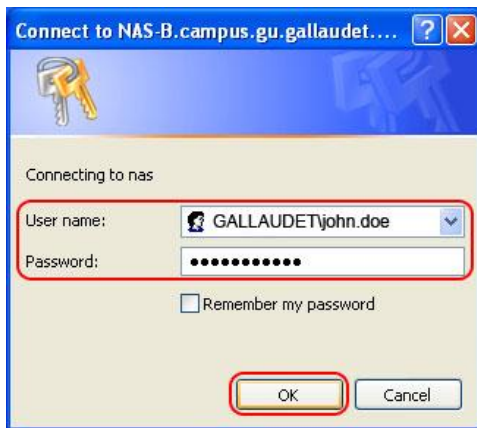 Connect to NAS-B.campus.gu.gallaudet....
Connecting to nas
User name: GALLAUDET\john.doe
Password: ●●●●●●●●●●●
Remember my password
OK Cancel